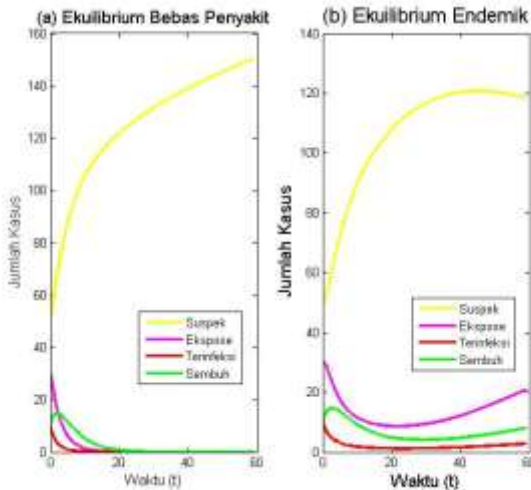 (a) Ekuilibrium Bebas Penyakit
160
140
120
100
80
60
40
20
0
0
20
40
60
Jumlah Kasus
Waktu (t)
Suspek
Ekspose
Terinfeksi
Sembuh
(b) Ekuilibrium Endemik
140
120
100
80
60
40
20
0
0
20
40
60
Jumlah Kasus
Waktu (t)
Suspek
Ekspose
Terinfeksi
Sembuh